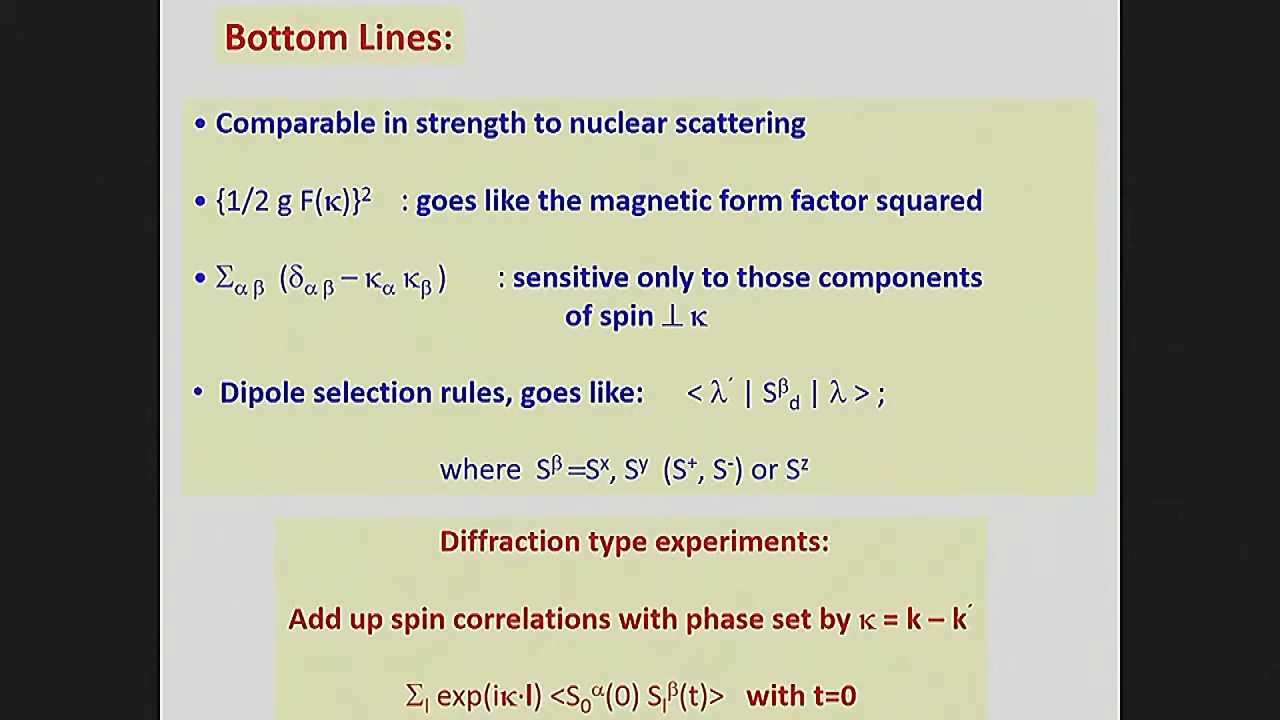 Bottom Lines:
• Comparable in strength to nuclear scattering
• {1/2 g F(κ)}² : goes like the magnetic form factor squared
• Σα β (δα β – κα κβ ) : sensitive only to those components
of spin ⊥ κ
• Dipole selection rules, goes like: < λ′ | Sᵝd | λ > ;
where Sᵝ =Sˣ, Sʸ (S⁺, S⁻) or Sᶻ
Diffraction type experiments:
Add up spin correlations with phase set by κ = k – k′
Σl exp(iκ·l) <S₀ᵅ(0) Slᵝ(t)> with t=0